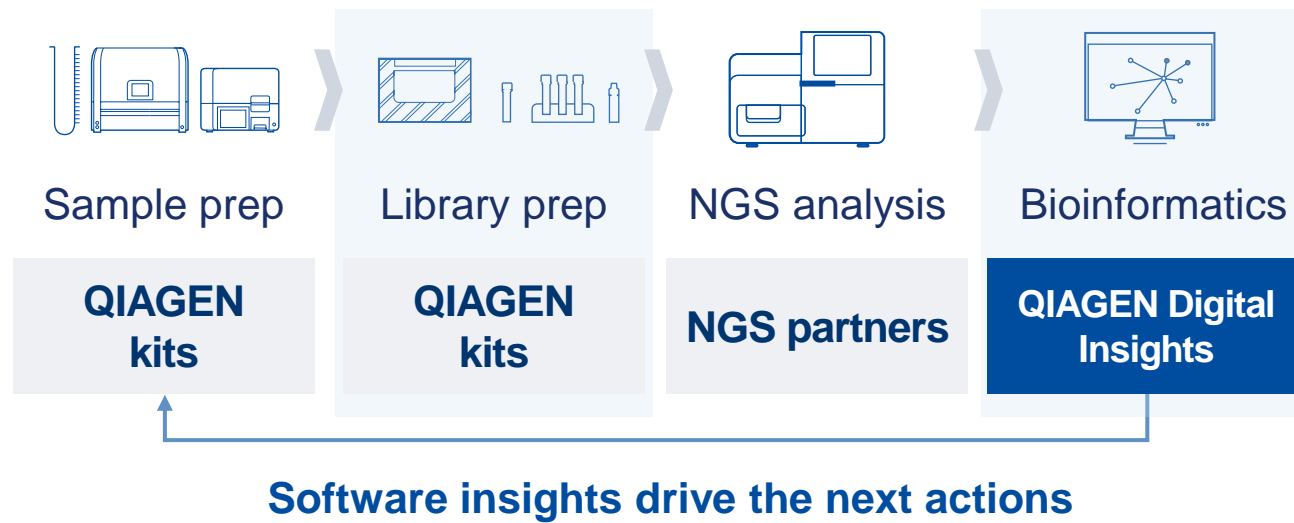 Sample prep
Library prep
NGS analysis
Bioinformatics
QIAGEN
kits
QIAGEN
kits
NGS partners
QIAGEN Digital
Insights
Software insights drive the next actions